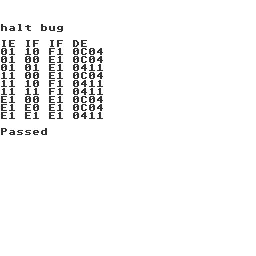 halt bug
IE IF IF DE
01 10 F1 0C04
01 00 E1 0C04
01 01 E1 0411
11 00 E1 0C04
11 10 F1 0411
11 11 F1 0411
E1 00 E1 0C04
E1 E0 E1 0C04
E1 E1 E1 0411
Passed